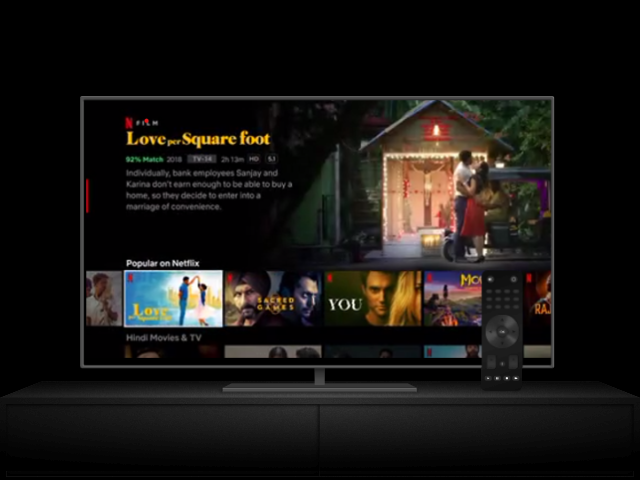 N FILM
Love per Square foot
92% Match 2018 TV-14 2h 13m HD 5.1
Individually, bank employees Sanjay and
Karina don't earn enough to be able to buy a
home, so they decide to enter into a
marriage of convenience.
Popular on Netflix
Love
per Square foot
SACRED
GAMES
YOU
Hindi Movies & TV